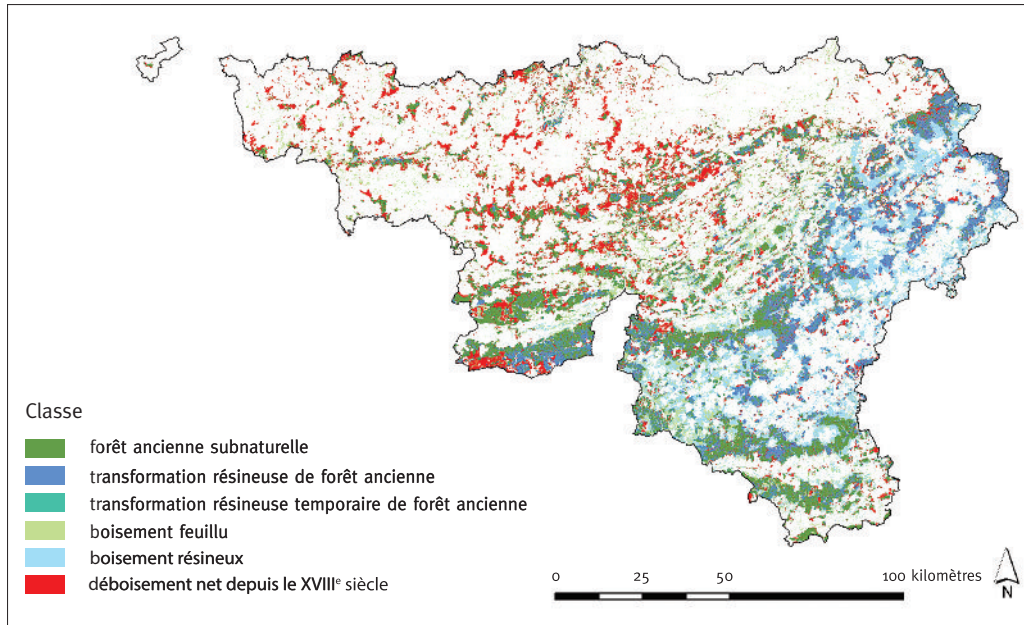 Classe
forêt ancienne subnaturelle
transformation résineuse de forêt ancienne
transformation résineuse temporaire de forêt ancienne
boisement feuillu
boisement résineux
déboisement net depuis le XVIIIᵉ siècle
0 25 50 100 kilomètres
N